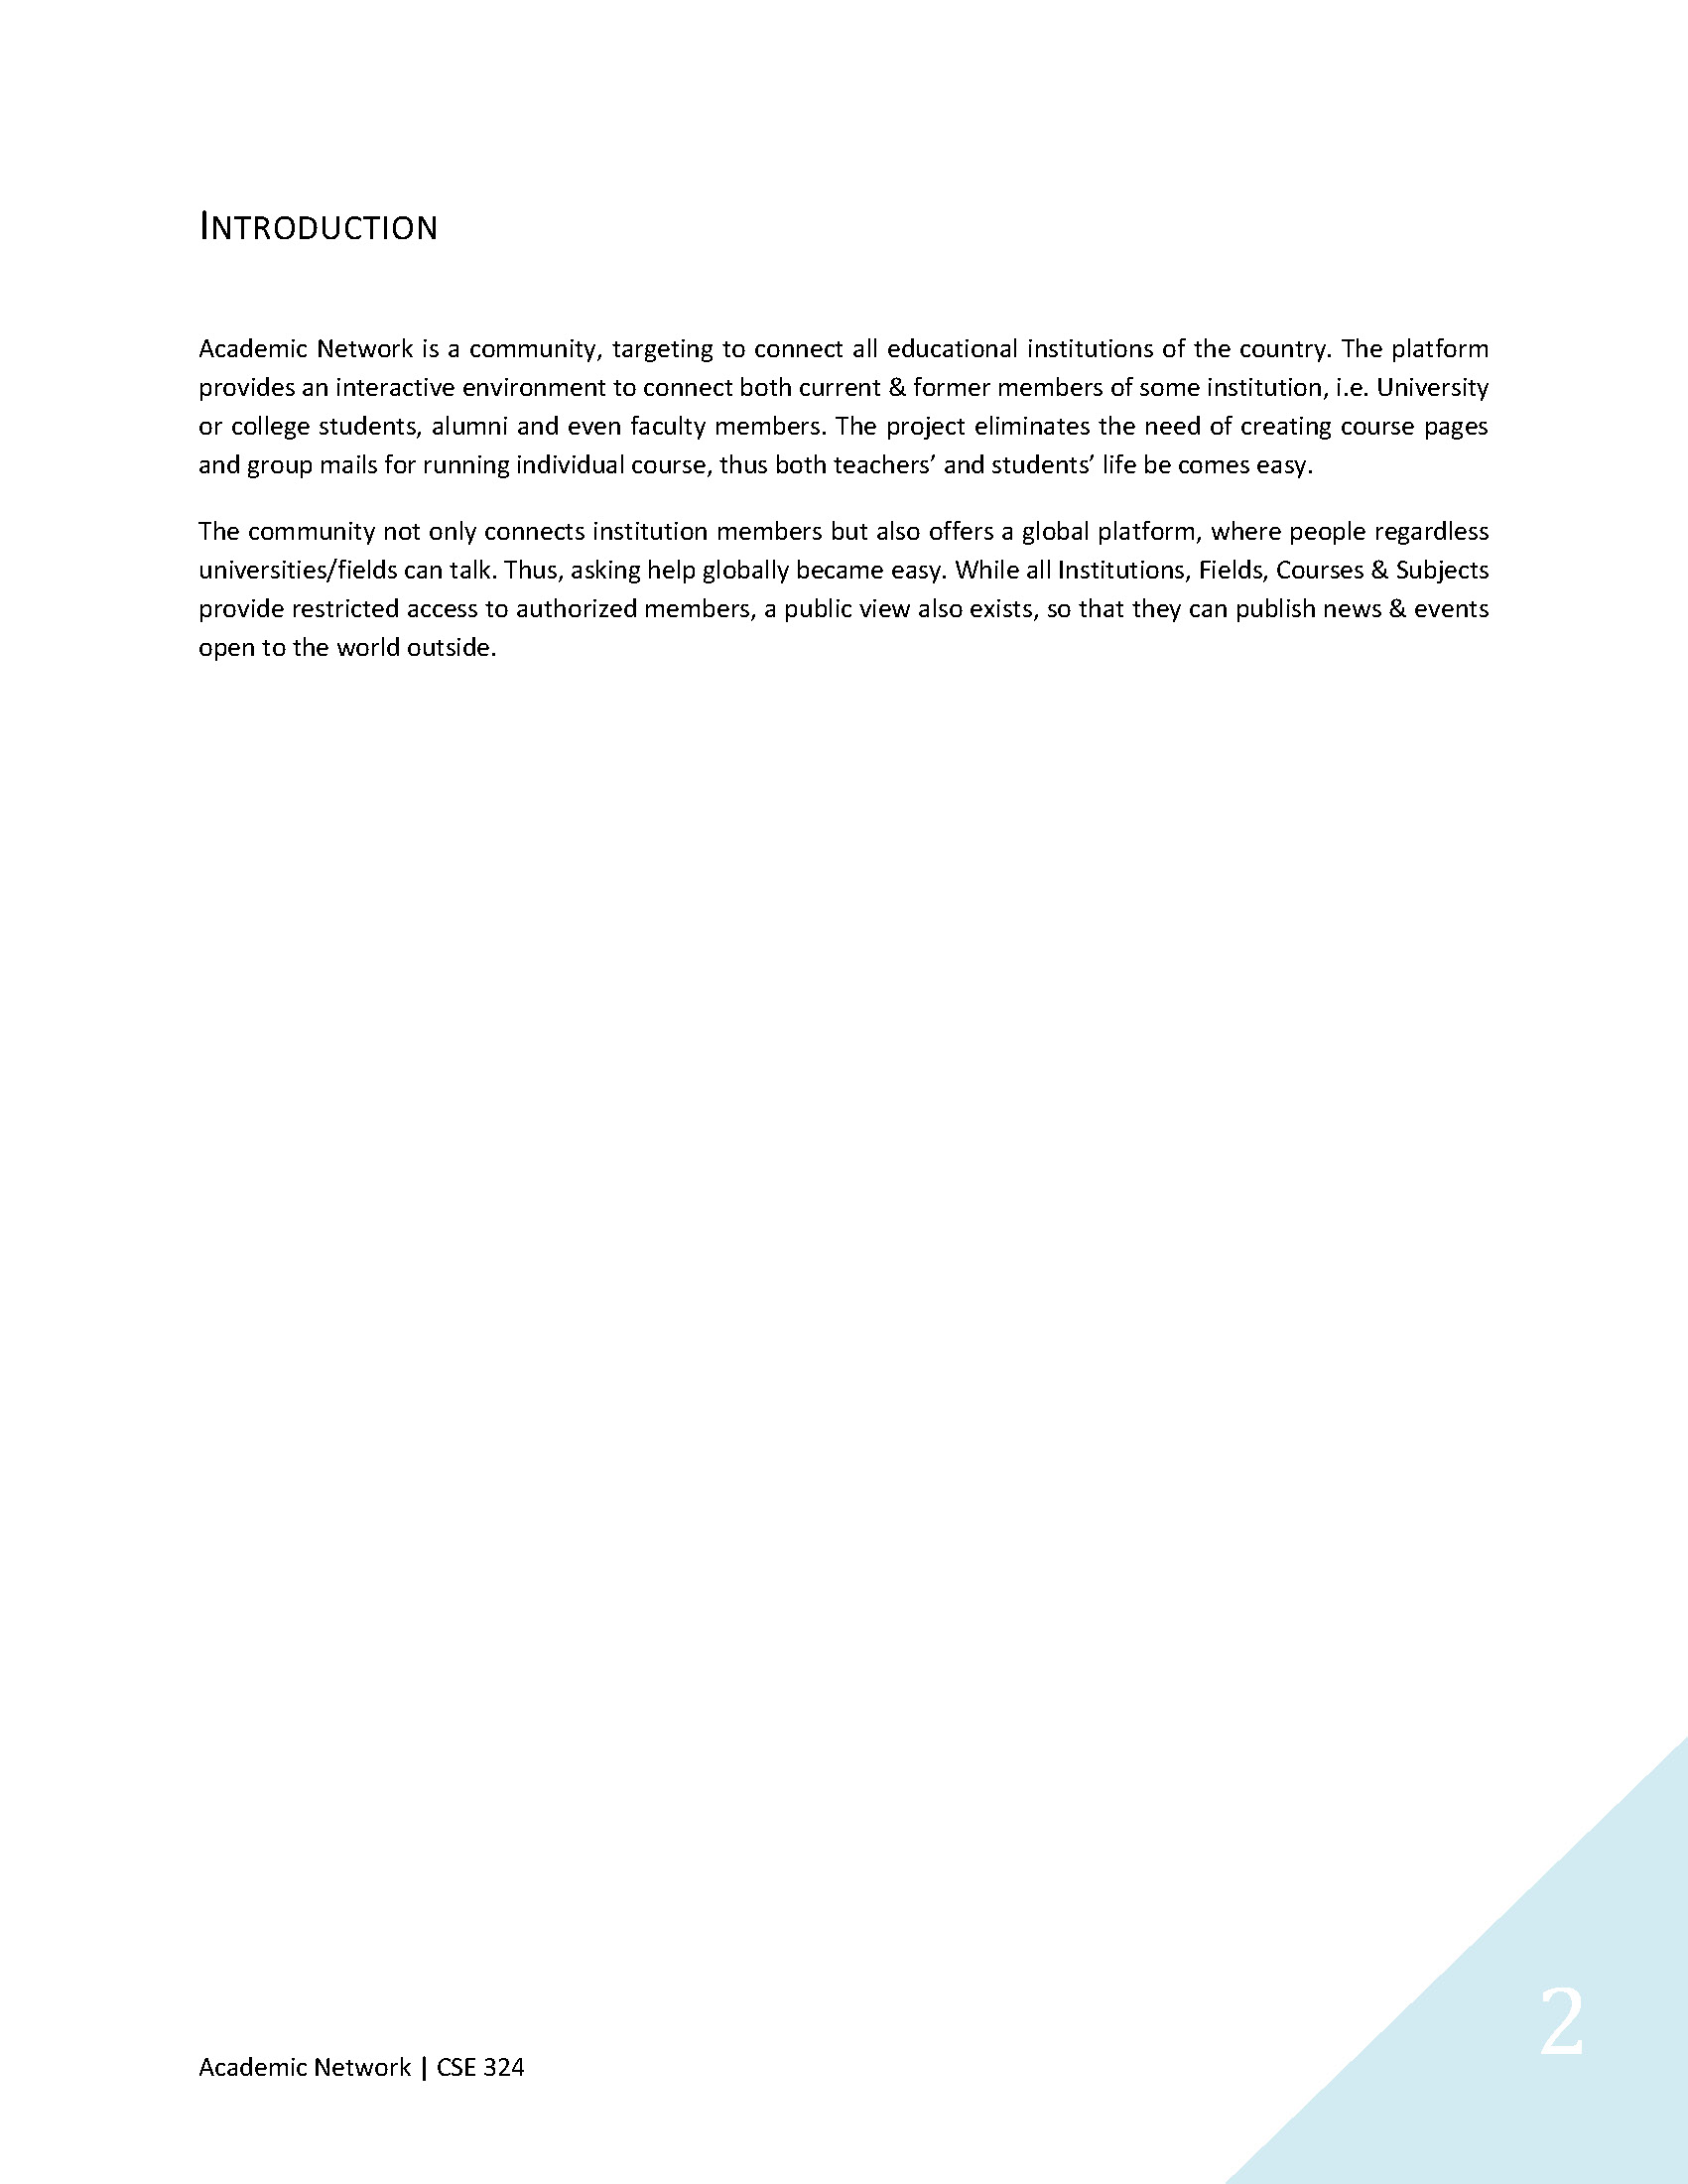 INTRODUCTION
Academic Network is a community, targeting to connect all educational institutions of the country. The platform
provides an interactive environment to connect both current & former members of some institution, i.e. University
or college students, alumni and even faculty members. The project eliminates the need of creating course pages
and group mails for running individual course, thus both teachers’ and students’ life be comes easy.
The community not only connects institution members but also offers a global platform, where people regardless
universities/fields can talk. Thus, asking help globally became easy. While all Institutions, Fields, Courses & Subjects
provide restricted access to authorized members, a public view also exists, so that they can publish news & events
open to the world outside.
2
Academic Network | CSE 324